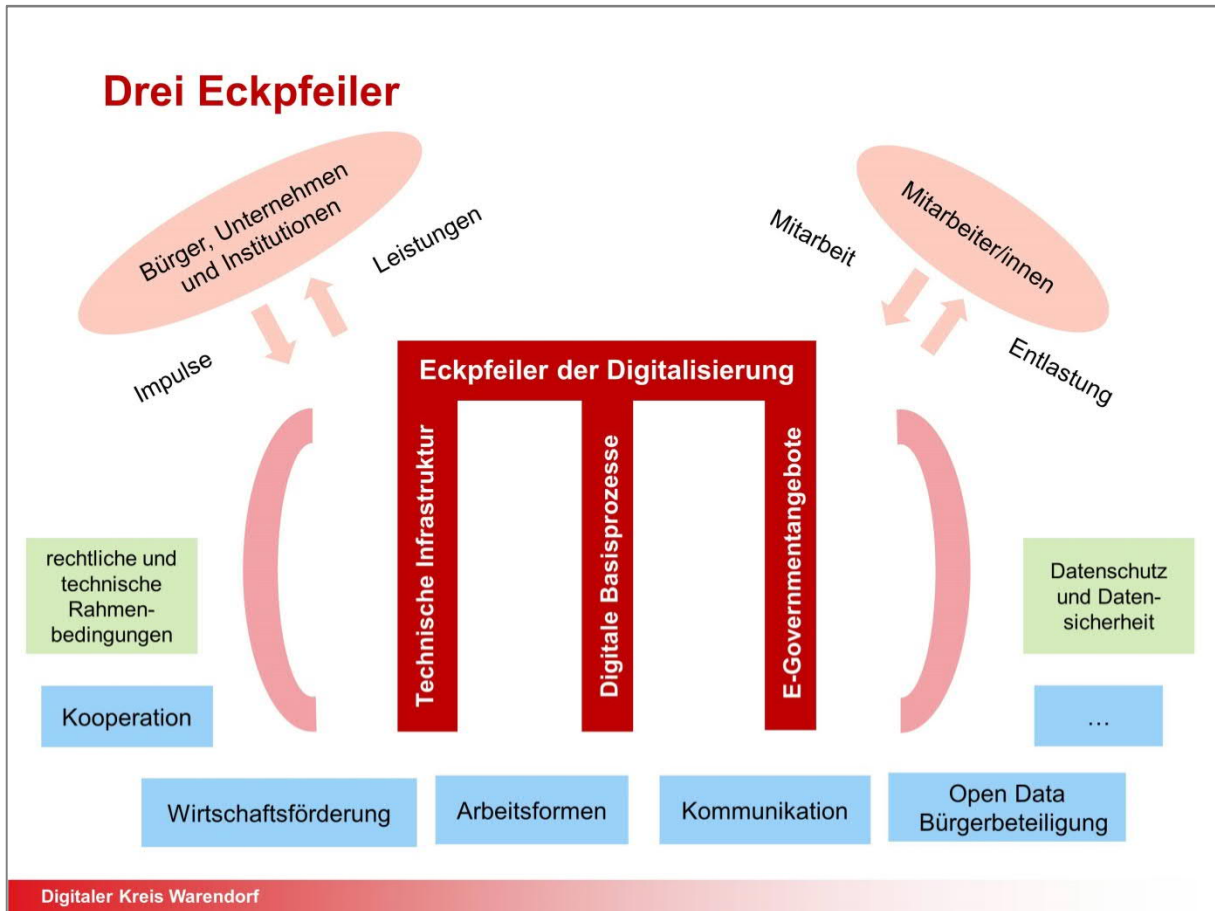 Drei Eckpfeiler
Bürger, Unternehmen
und Institutionen
Leistungen
Impulse
Mitarbeiter/innen
Mitarbeit
Entlastung
Eckpfeiler der Digitalisierung
Technische Infrastruktur
Digitale Basisprozesse
E-Governmentangebote
rechtliche und
technische
Rahmen-
bedingungen
Datenschutz
und Daten-
sicherheit
Kooperation
…
Wirtschaftsförderung
Arbeitsformen
Kommunikation
Open Data
Bürgerbeteiligung
Digitaler Kreis Warendorf